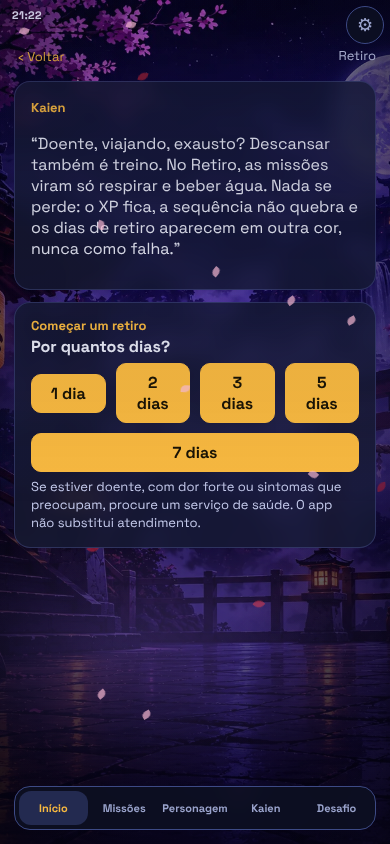 21:22
‹ Voltar
Retiro
Kaien
“Doente, viajando, exausto? Descansar
também é treino. No Retiro, as missões
viram só respirar e beber água. Nada se
perde: o XP fica, a sequência não quebra e
os dias de retiro aparecem em outra cor,
nunca como falha.”
Começar um retiro
Por quantos dias?
1 dia
2
dias
3
dias
5
dias
7 dias
Se estiver doente, com dor forte ou sintomas que
preocupam, procure um serviço de saúde. O app
não substitui atendimento.
Início
Missões
Personagem
Kaien
Desafio